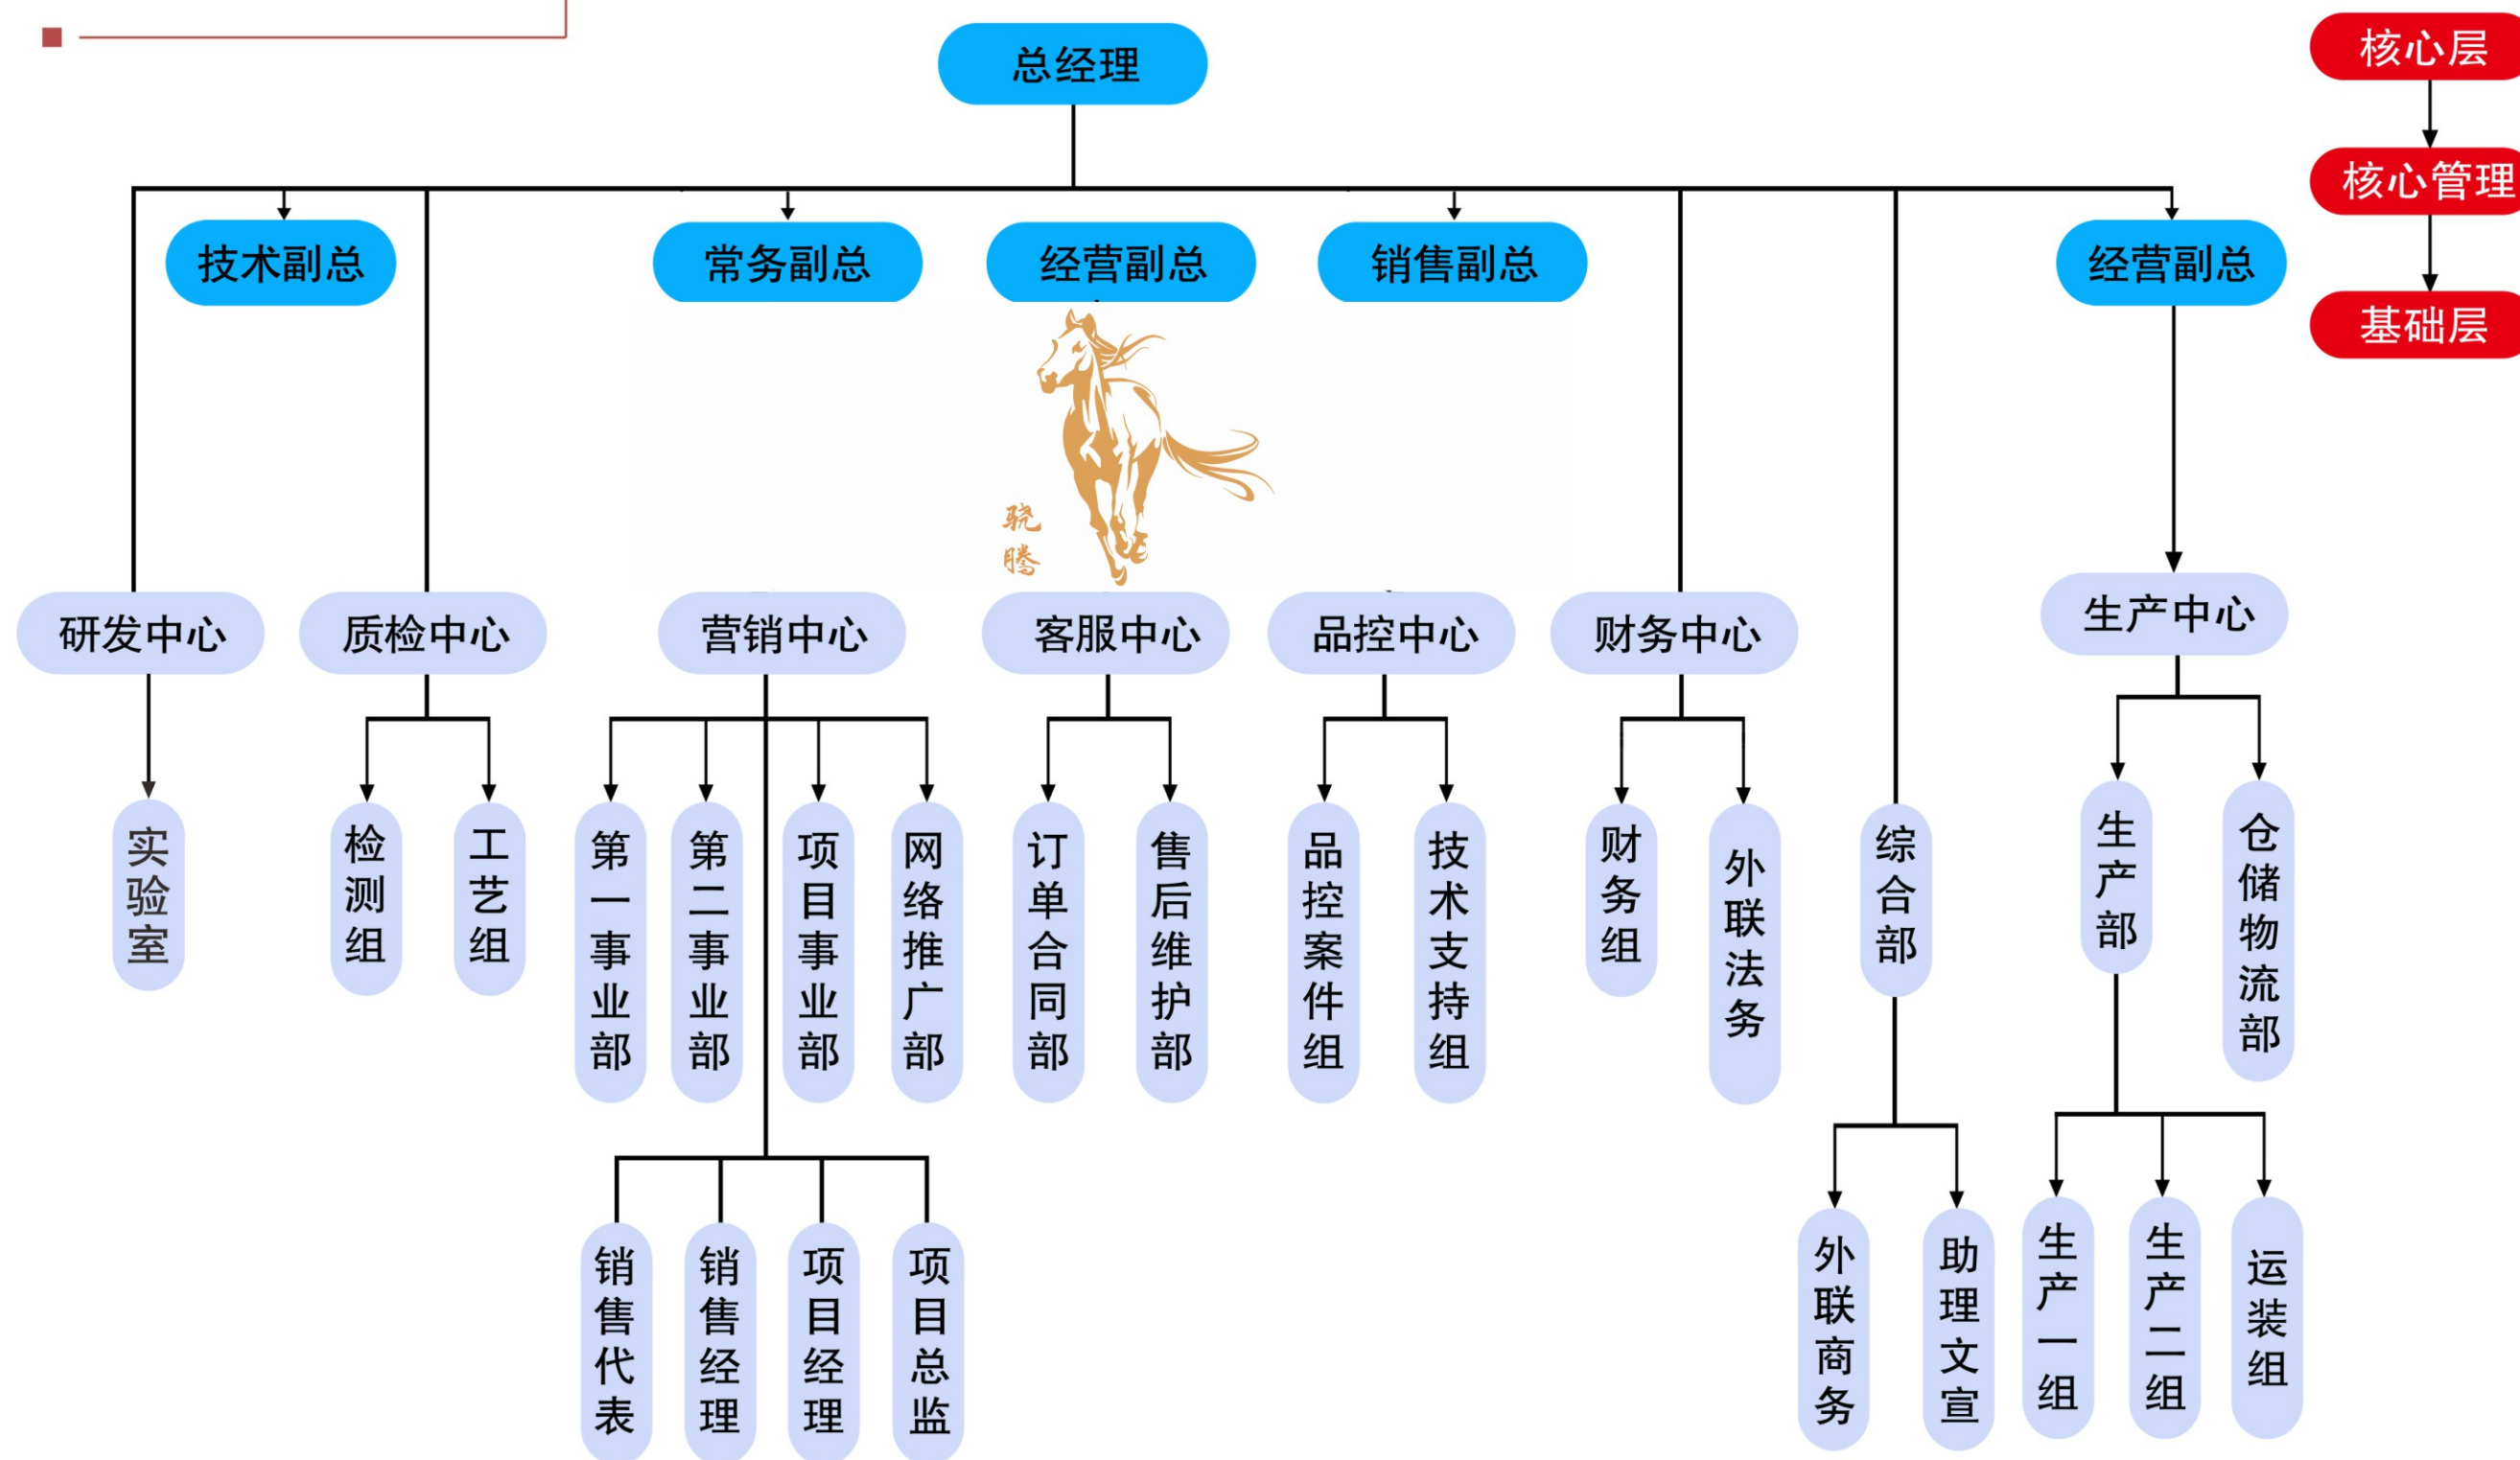 总经理
核心层
核心管理
基础层
技术副总
常务副总
经营副总
销售副总
经营副总
骁腾
研发中心
质检中心
营销中心
客服中心
品控中心
财务中心
生产中心
实验室
检测组
工艺组
第一事业部
第二事业部
项目事业部
网络推广部
订单合同部
售后维护部
品控案件组
技术支持组
财务组
外联法务
综合部
生产部
仓储物流部
销售代表
销售经理
项目经理
项目总监
外联商务
助理文宣
生产一组
生产二组
运装组